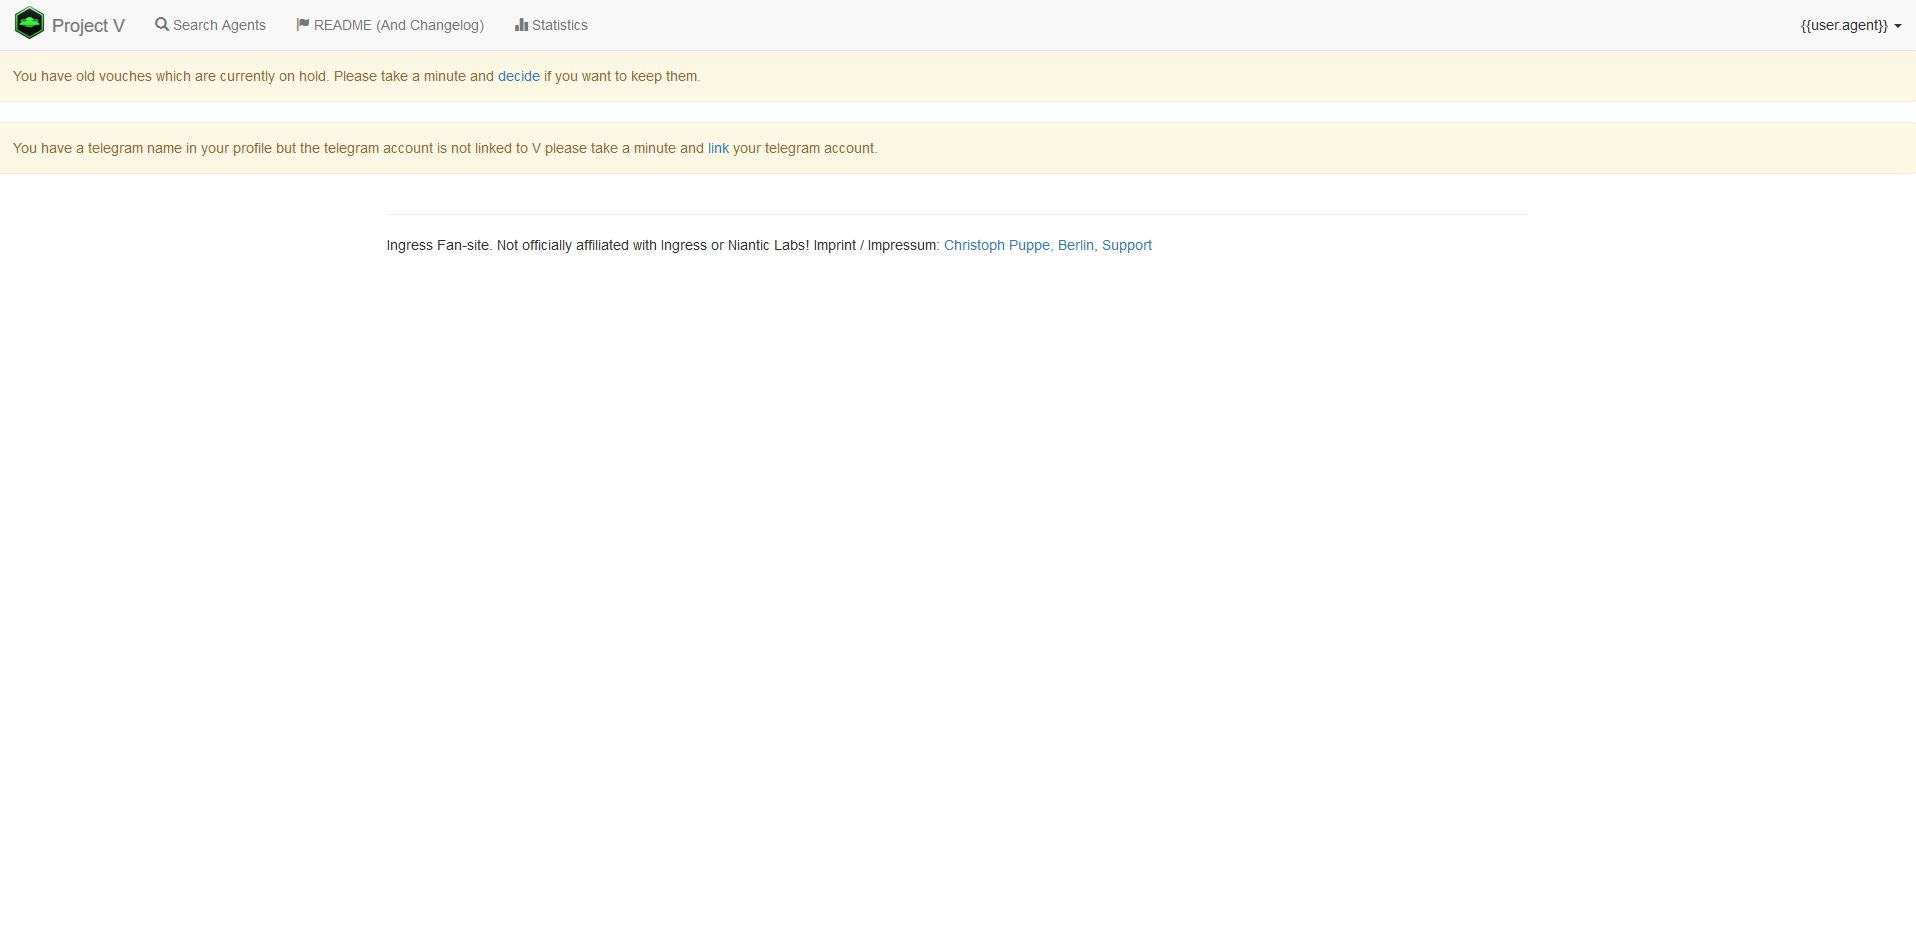 Project V Search Agents README (And Changelog) Statistics {{user.agent}}
You have old vouches which are currently on hold. Please take a minute and decide if you want to keep them.
You have a telegram name in your profile but the telegram account is not linked to V please take a minute and link your telegram account.
Ingress Fan-site. Not officially affiliated with Ingress or Niantic Labs! Imprint / Impressum: Christoph Puppe, Berlin, Support